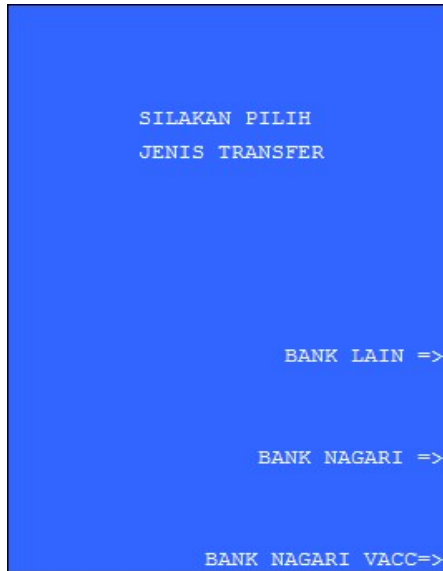 SILAKAN PILIH
JENIS TRANSFER
BANK LAIN =>
BANK NAGARI =>
BANK NAGARI VACC=>